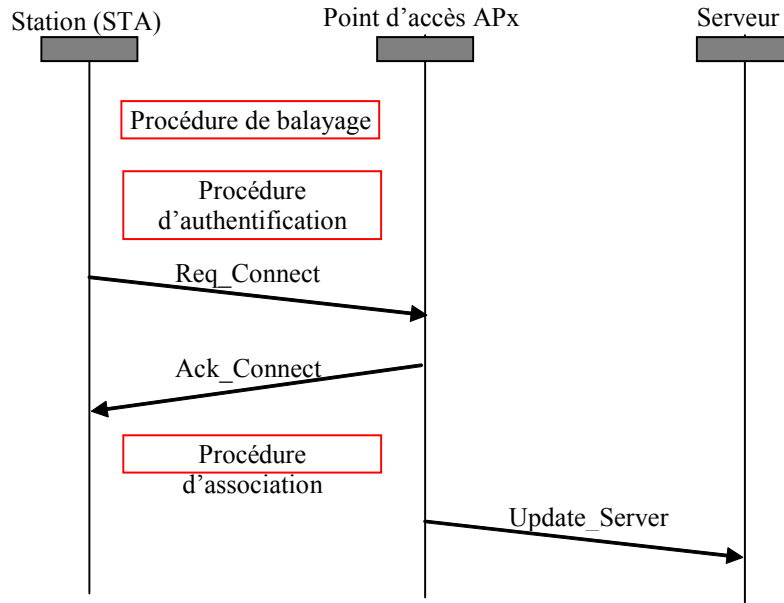 Station (STA)
Point d'accès APx
Serveur
Procédure de balayage
Procédure
d'authentification
Req_Connect
Ack_Connect
Procédure
d'association
Update_Server